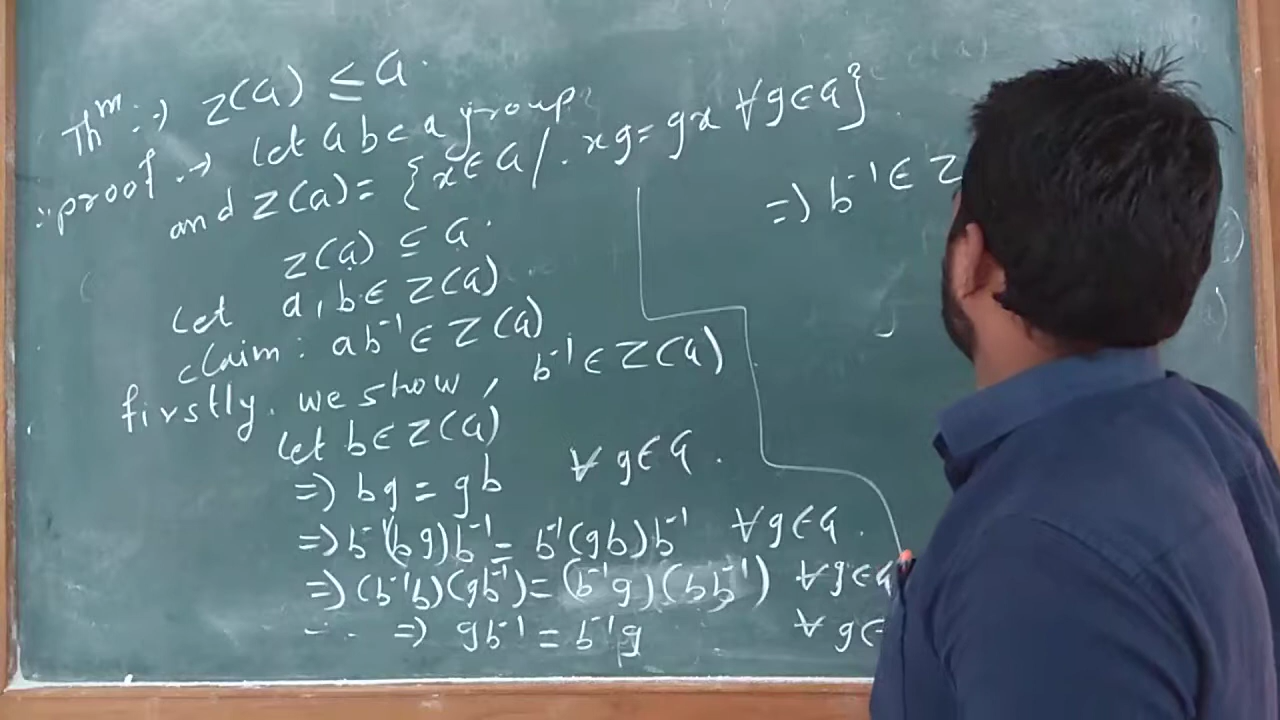 Thᵐ :→ Z(G) ≤ G.
:proof :→ Let G be a group
and Z(G) = {x∈G / xg = gx ∀g∈G}.
Z(G) ⊆ G.
Let a, b ∈ Z(G)
claim: ab⁻¹ ∈ Z(G)
firstly. we show, b⁻¹ ∈ Z(G)
Let b∈Z(G)
=) bg = gb ∀ g∈G.
=) b⁻¹(bg)b⁻¹ = b⁻¹(gb)b⁻¹ ∀g∈G.
=) (b⁻¹b)(gb⁻¹) = (b⁻¹g)(bb⁻¹) ∀g∈G
=) gb⁻¹ = b⁻¹g ∀ g∈
=) b⁻¹ ∈ Z